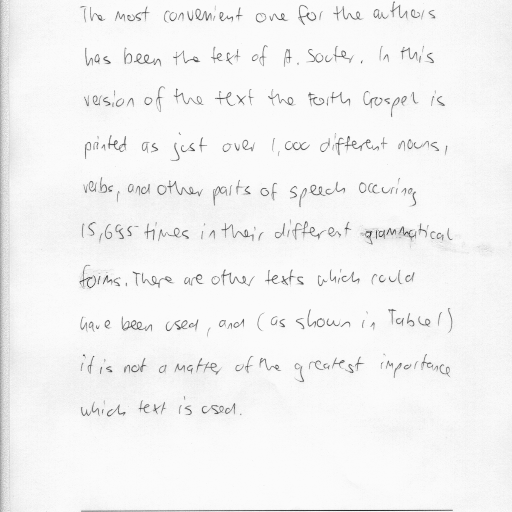 The most convenient one for the authors
has been the text of A. Souter. In this
version of the text the Forth Gospel is
printed as just over 1,000 different nouns,
verbs, and other parts of speech occuring
15,695 times in their different grammatical
forms. There are other texts which could
have been used, and (as shown in Table 1)
it is not a matter of the greatest importance
which text is used.